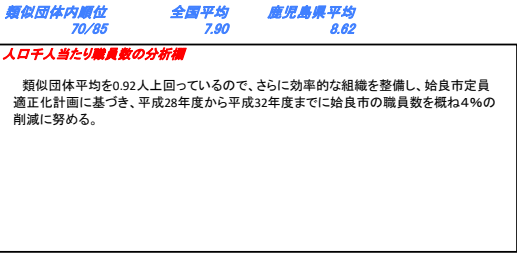 類似団体内順位 全国平均 鹿児島県平均
70/85 7.90 8.62
人口千人当たり職員数の分析欄
類似団体平均を0.92人上回っているので、さらに効率的な組織を整備し、姶良市定員
適正化計画に基づき、平成28年度から平成32年度までに姶良市の職員数を概ね4%の
削減に努める。